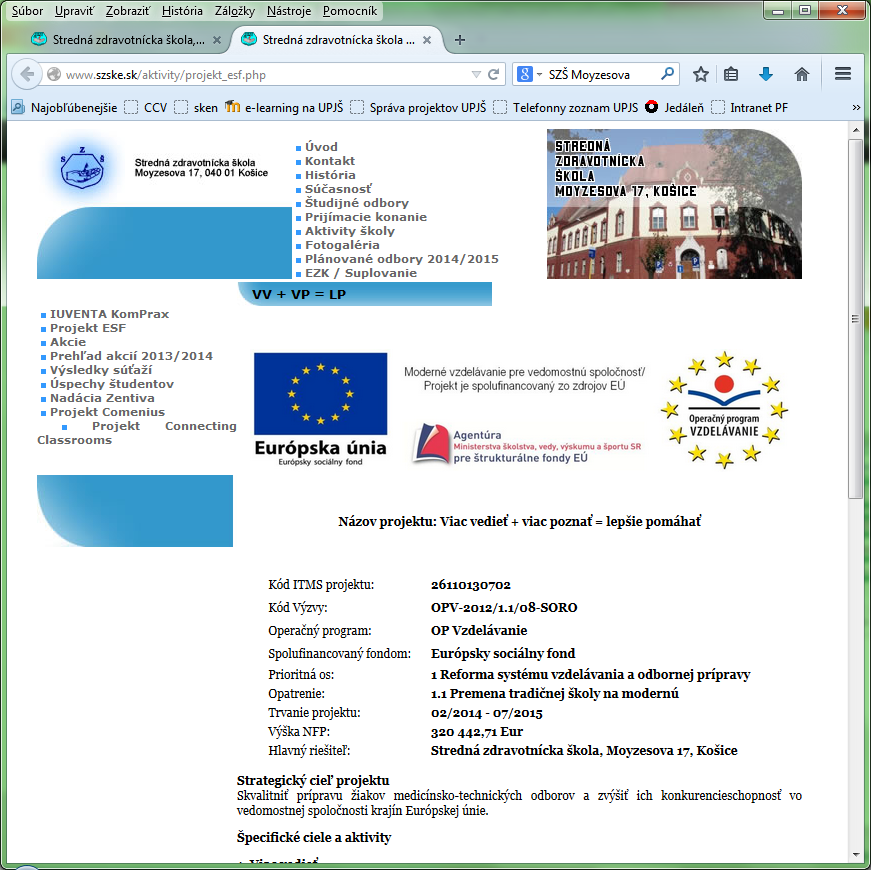 Súbor Upraviť Zobraziť História Záložky Nástroje Pomocník
Stredná zdravotnícka škola,...
Stredná zdravotnícka škola ...
www.szske.sk/aktivity/projekt_esf.php
SZŠ Moyzesova
Najobľúbenejšie CCV sken e-learning na UPJŠ Správa projektov UPJŠ Telefonny zoznam UPJS Jedáleň Intranet PF »
S Z Š
Stredná zdravotnícka škola
Moyzesova 17, 040 01 Košice
Úvod
Kontakt
História
Súčasnosť
Študijné odbory
Prijímacie konanie
Aktivity školy
Fotogaléria
Plánované odbory 2014/2015
EZK / Suplovanie
STREDNÁ
ZDRAVOTNÍCKA
ŠKOLA
MOYZESOVA 17, KOŠICE
VV + VP = LP
IUVENTA KomPrax
Projekt ESF
Akcie
Prehľad akcií 2013/2014
Výsledky súťaží
Úspechy študentov
Nadácia Zentiva
Projekt Comenius
Projekt Connecting
Classrooms
Európska únia
Európsky sociálny fond
Moderné vzdelávanie pre vedomostnú spoločnosť/
Projekt je spolufinancovaný zo zdrojov EÚ
Agentúra
Ministerstva školstva, vedy, výskumu a športu SR
pre štrukturálne fondy EÚ
Operačný program
VZDELÁVANIE
Názov projektu: Viac vedieť + viac poznať = lepšie pomáhať
Kód ITMS projektu: 26110130702
Kód Výzvy: OPV-2012/1.1/08-SORO
Operačný program: OP Vzdelávanie
Spolufinancovaný fondom: Európsky sociálny fond
Prioritná os: 1 Reforma systému vzdelávania a odbornej prípravy
Opatrenie: 1.1 Premena tradičnej školy na modernú
Trvanie projektu: 02/2014 - 07/2015
Výška NFP: 320 442,71 Eur
Hlavný riešiteľ: Stredná zdravotnícka škola, Moyzesova 17, Košice
Strategický cieľ projektu
Skvalitniť prípravu žiakov medicínsko-technických odborov a zvýšiť ich konkurencieschopnosť vo
vedomostnej spoločnosti krajín Európskej únie.
Špecifické ciele a aktivity